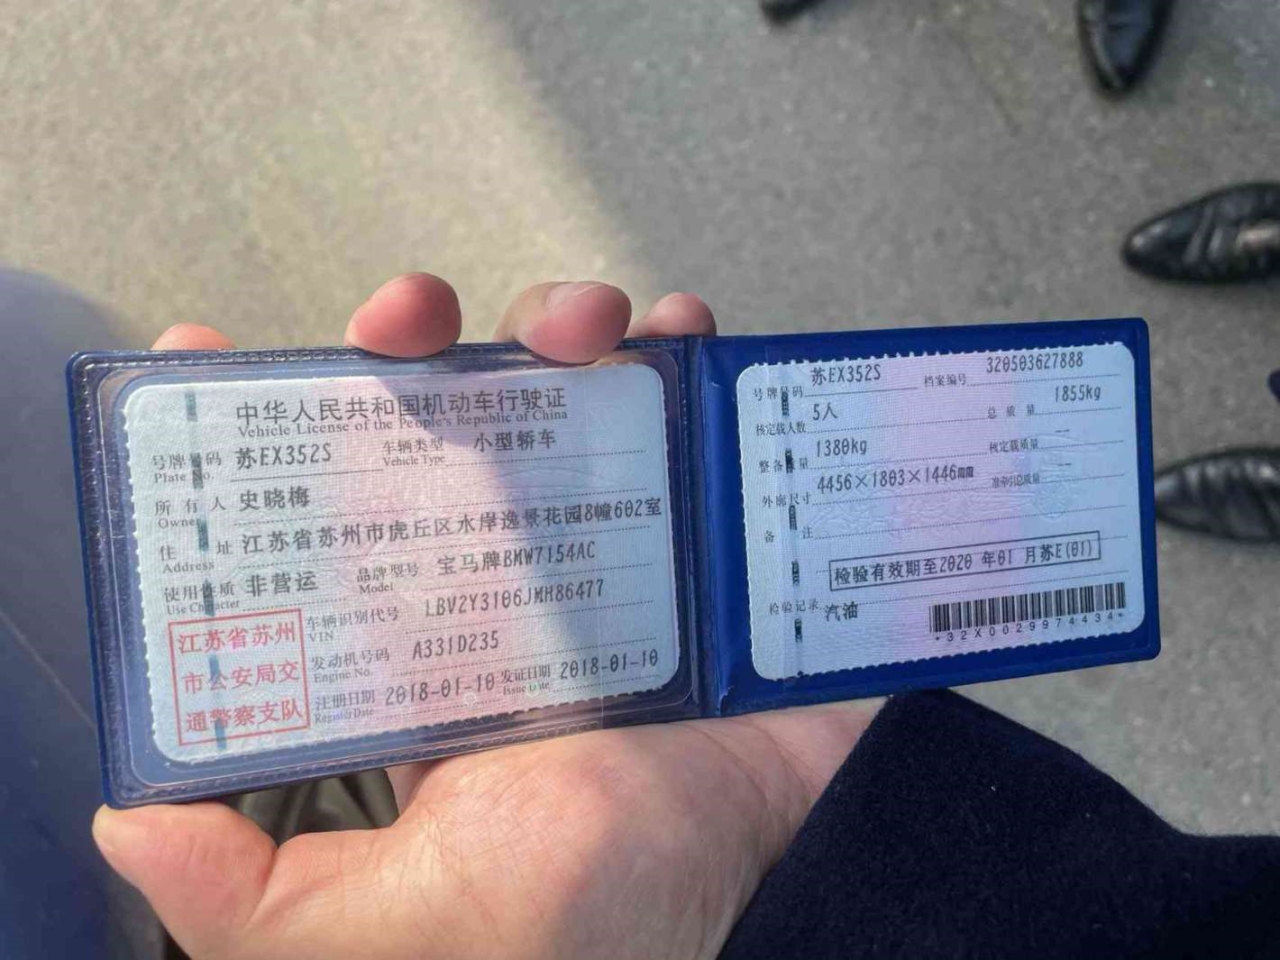 中华人民共和国机动车行驶证
Vehicle License of the People's Republic of China
号牌号码 苏EX352S 车辆类型 小型轿车
Plate No. Vehicle Type
所有人 史晓梅
Owner
住址 江苏省苏州市虎丘区水岸逸景花园8幢602室
Address
使用性质 非营运 品牌型号 宝马牌BMW7154AC
Use Character Model
车辆识别代号 LBV2Y3106JMH86477
VIN
发动机号码 A331D235
Engine No.
注册日期 2018-01-10 发证日期 2018-01-10
Register Date Issue Date
江苏省苏州
市公安局交
通警察支队
号牌号码 苏EX352S 档案编号 320503627888
核定载人数 5人 总质量 1855kg
整备质量 1380kg 核定载质量 --
外廓尺寸 4456×1803×1446mm 准牵引总质量 --
备注
检验有效期至2020 年01 月苏E(01)
检验记录 汽油
*32X0029974434*